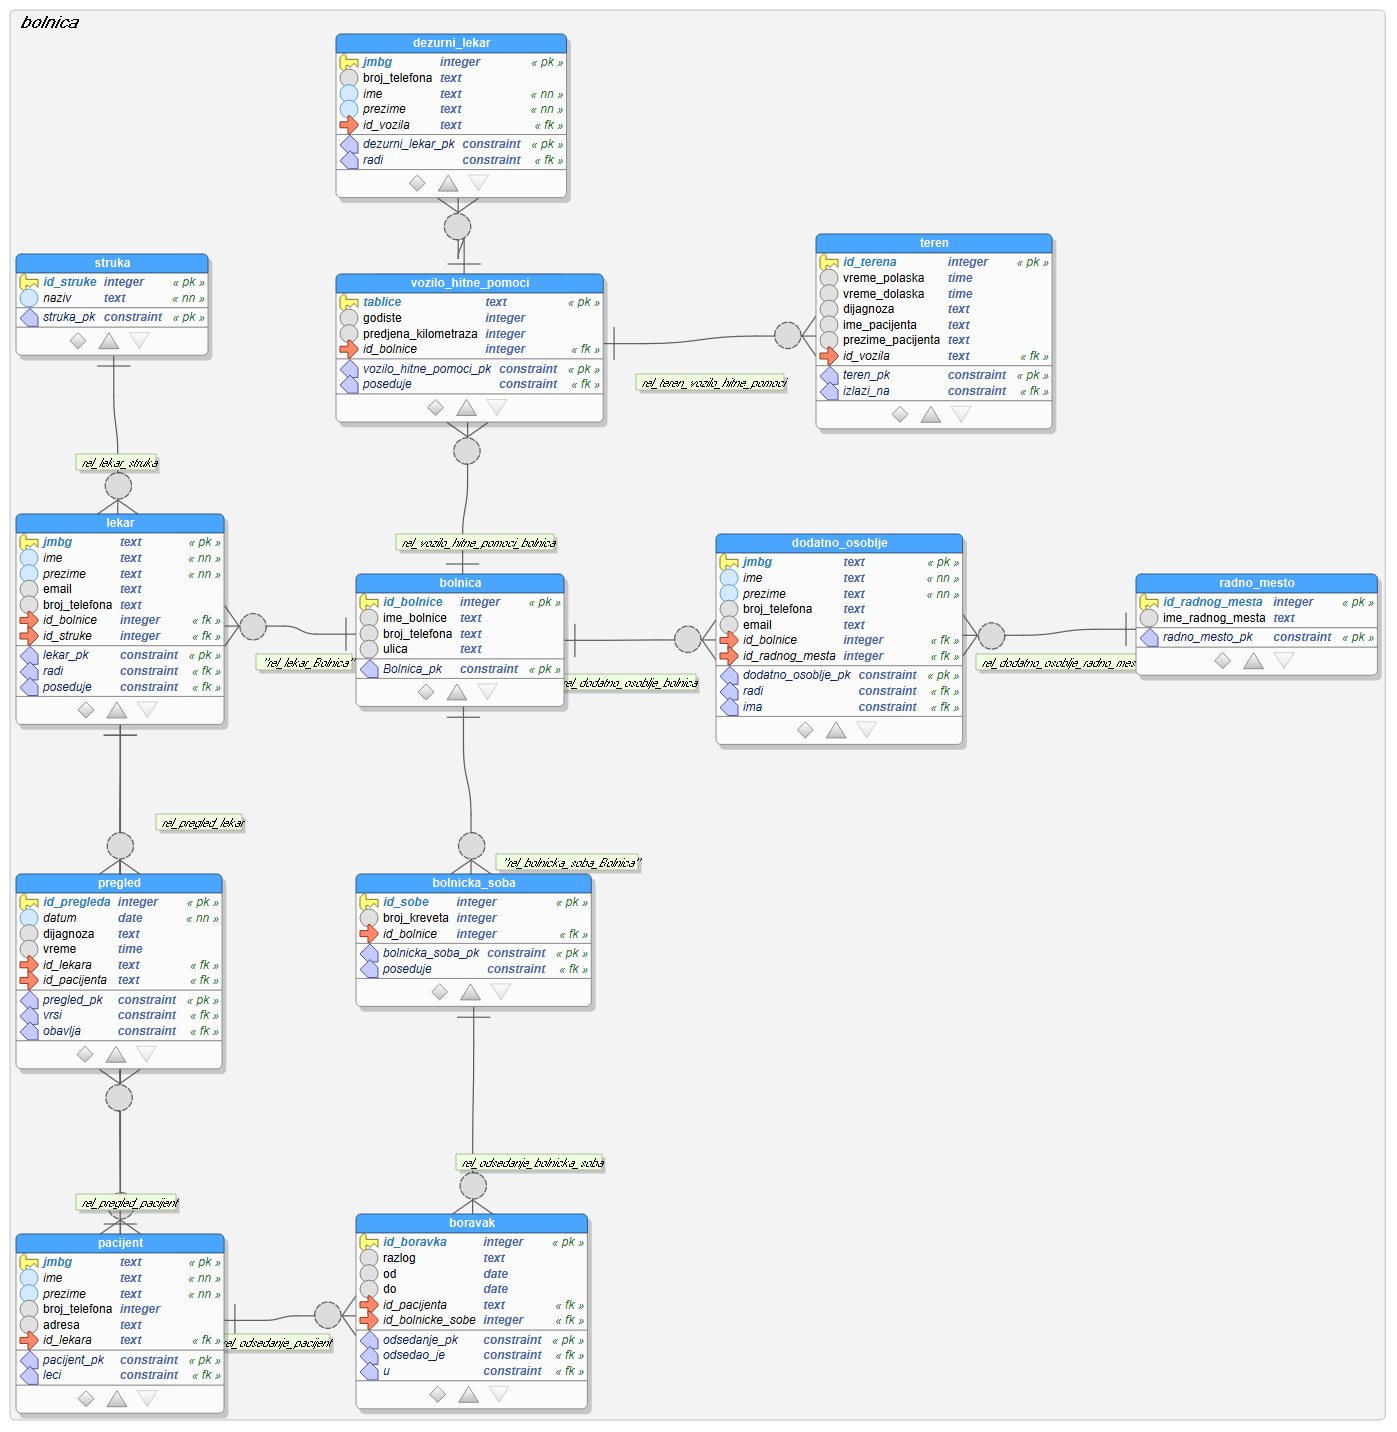 bolnica
dezurni_lekar
jmbg integer « pk »
broj_telefona text
ime text « nn »
prezime text « nn »
id_vozila text « fk »
dezurni_lekar_pk constraint « pk »
radi constraint « fk »
struka
id_struke integer « pk »
naziv text « nn »
struka_pk constraint « pk »
vozilo_hitne_pomoci
tablice text « pk »
godiste integer
predjena_kilometraza integer
id_bolnice integer « fk »
vozilo_hitne_pomoci_pk constraint « pk »
poseduje constraint « fk »
teren
id_terena integer « pk »
vreme_polaska time
vreme_dolaska time
dijagnoza text
ime_pacijenta text
prezime_pacijenta text
id_vozila text « fk »
teren_pk constraint « pk »
izlazi_na constraint « fk »
rel_teren_vozilo_hitne_pomoci
rel_lekar_struka
rel_vozilo_hitne_pomoci_bolnica
lekar
jmbg text « pk »
ime text « nn »
prezime text « nn »
email text
broj_telefona text
id_bolnice integer « fk »
id_struke integer « fk »
lekar_pk constraint « pk »
radi constraint « fk »
poseduje constraint « fk »
"rel_lekar_Bolnica"
bolnica
id_bolnice integer « pk »
ime_bolnice text
broj_telefona text
ulica text
Bolnica_pk constraint « pk »
rel_dodatno_osoblje_bolnica
dodatno_osoblje
jmbg text « pk »
ime text « nn »
prezime text « nn »
broj_telefona text
email text
id_bolnice integer « fk »
id_radnog_mesta integer « fk »
dodatno_osoblje_pk constraint « pk »
radi constraint « fk »
ima constraint « fk »
rel_dodatno_osoblje_radno_mes
radno_mesto
id_radnog_mesta integer « pk »
ime_radnog_mesta text
radno_mesto_pk constraint « pk »
rel_pregled_lekar
"rel_bolnicka_soba_Bolnica"
pregled
id_pregleda integer « pk »
datum date « nn »
dijagnoza text
vreme time
id_lekara text « fk »
id_pacijenta text « fk »
pregled_pk constraint « pk »
vrsi constraint « fk »
obavlja constraint « fk »
bolnicka_soba
id_sobe integer « pk »
broj_kreveta integer
id_bolnice integer « fk »
bolnicka_soba_pk constraint « pk »
poseduje constraint « fk »
rel_odsedanje_bolnicka_soba
rel_pregled_pacijent
pacijent
jmbg text « pk »
ime text « nn »
prezime text « nn »
broj_telefona integer
adresa text
id_lekara text « fk »
pacijent_pk constraint « pk »
leci constraint « fk »
rel_odsedanje_pacijent
boravak
id_boravka integer « pk »
razlog text
od date
do date
id_pacijenta text « fk »
id_bolnicke_sobe integer « fk »
odsedanje_pk constraint « pk »
odsedao_je constraint « fk »
u constraint « fk »